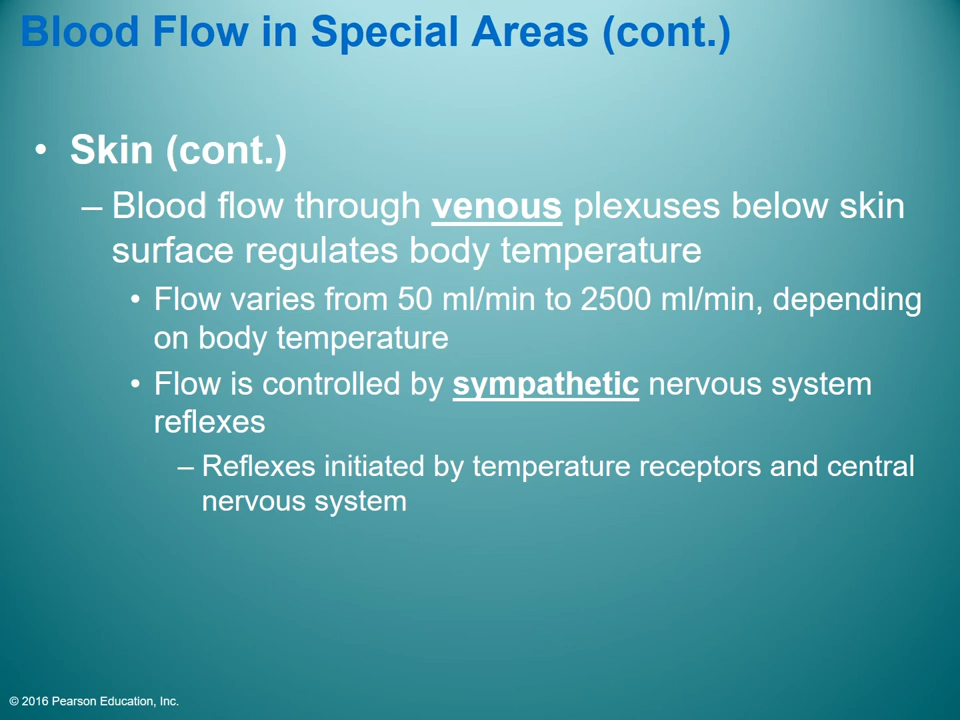 Blood Flow in Special Areas (cont.)
• Skin (cont.)
– Blood flow through venous plexuses below skin
surface regulates body temperature
• Flow varies from 50 ml/min to 2500 ml/min, depending
on body temperature
• Flow is controlled by sympathetic nervous system
reflexes
– Reflexes initiated by temperature receptors and central
nervous system
© 2016 Pearson Education, Inc.